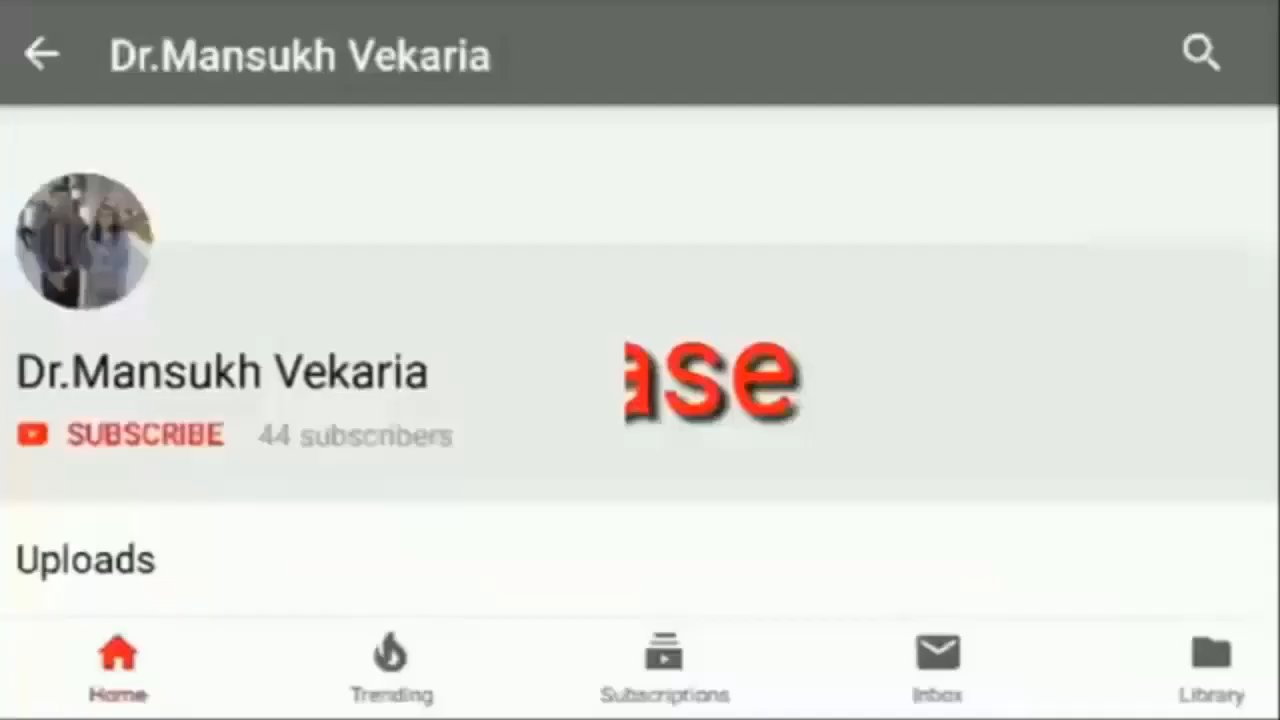 Dr.Mansukh Vekaria
Dr.Mansukh Vekaria
SUBSCRIBE 44 subscribers
ase
Uploads
Home Trending Subscriptions Inbox Library